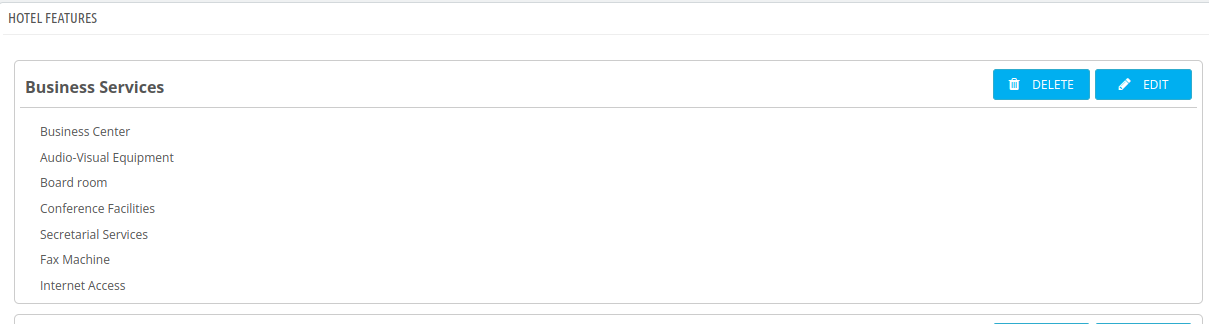 HOTEL FEATURES
Business Services
DELETE
EDIT
Business Center
Audio-Visual Equipment
Board room
Conference Facilities
Secretarial Services
Fax Machine
Internet Access